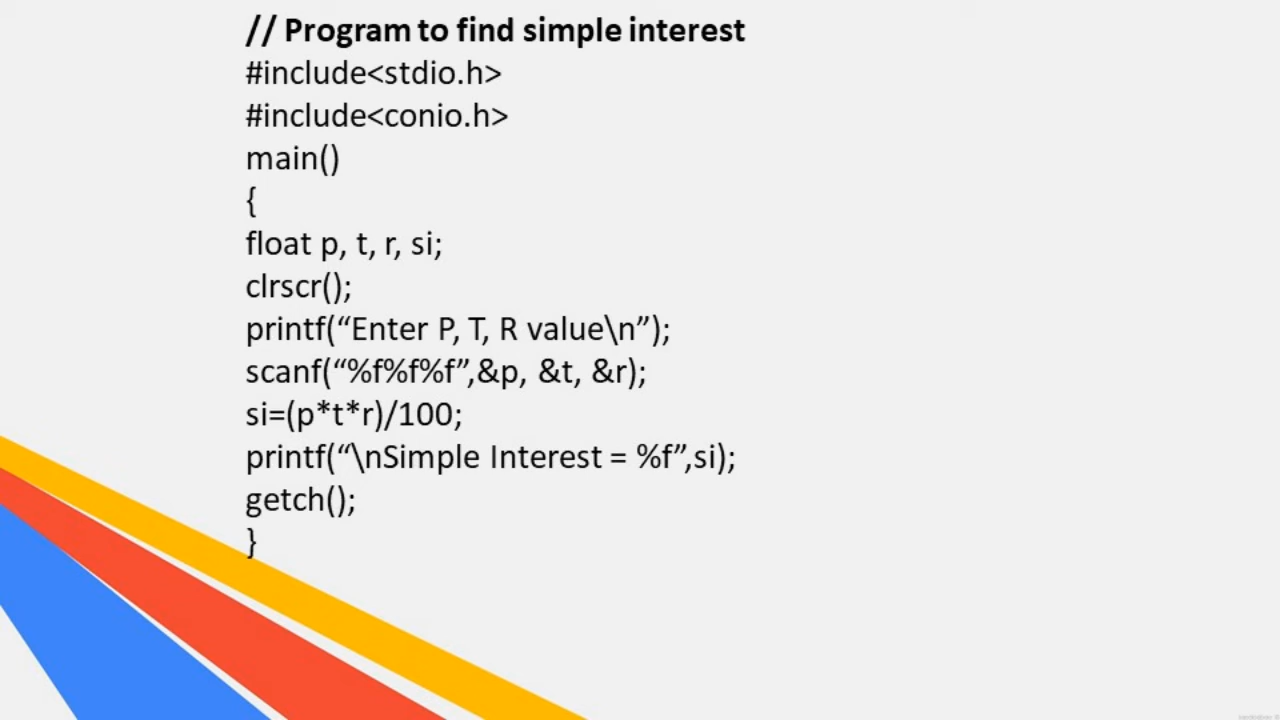 // Program to find simple interest
#include<stdio.h>
#include<conio.h>
main()
{
float p, t, r, si;
clrscr();
printf(“Enter P, T, R value\n”);
scanf(“%f%f%f”,&p, &t, &r);
si=(p*t*r)/100;
printf(“\nSimple Interest = %f”,si);
getch();
}